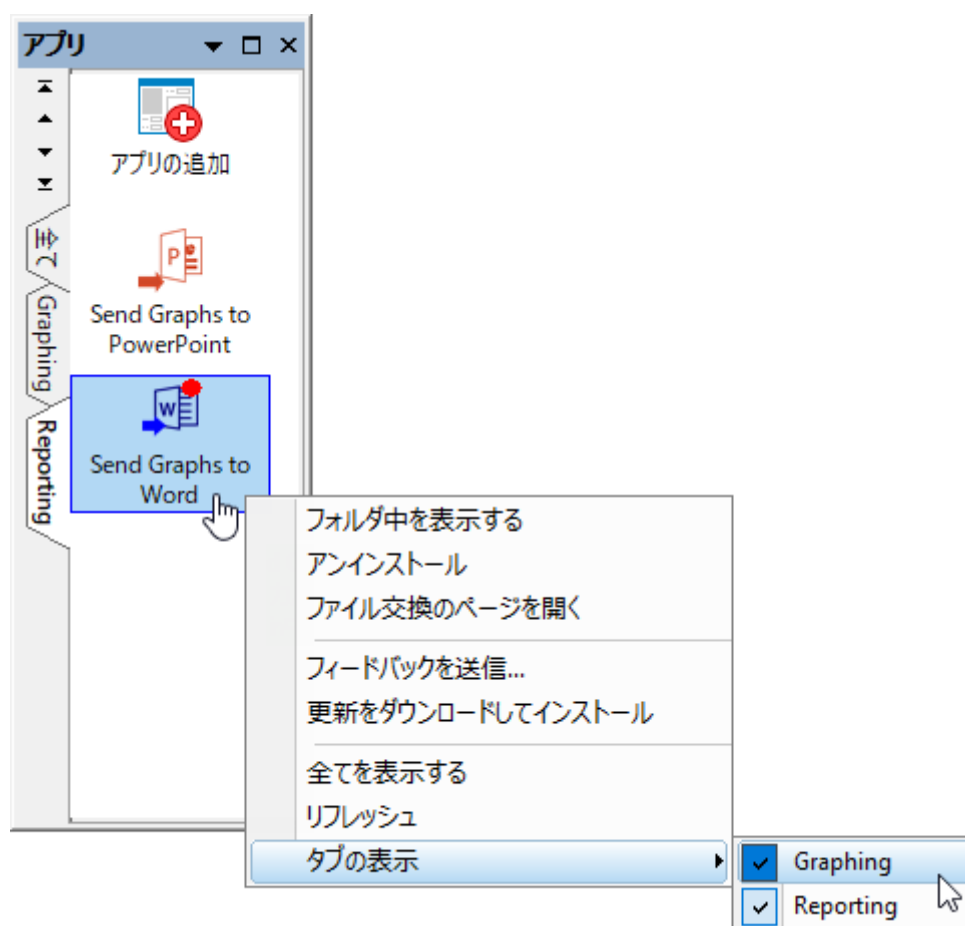 アプリ
アプリの追加
全て
Graphing
Reporting
Send Graphs to
PowerPoint
Send Graphs to
Word
フォルダ中を表示する
アンインストール
ファイル交換のページを開く
フィードバックを送信...
更新をダウンロードしてインストール
全てを表示する
リフレッシュ
タブの表示
Graphing
Reporting